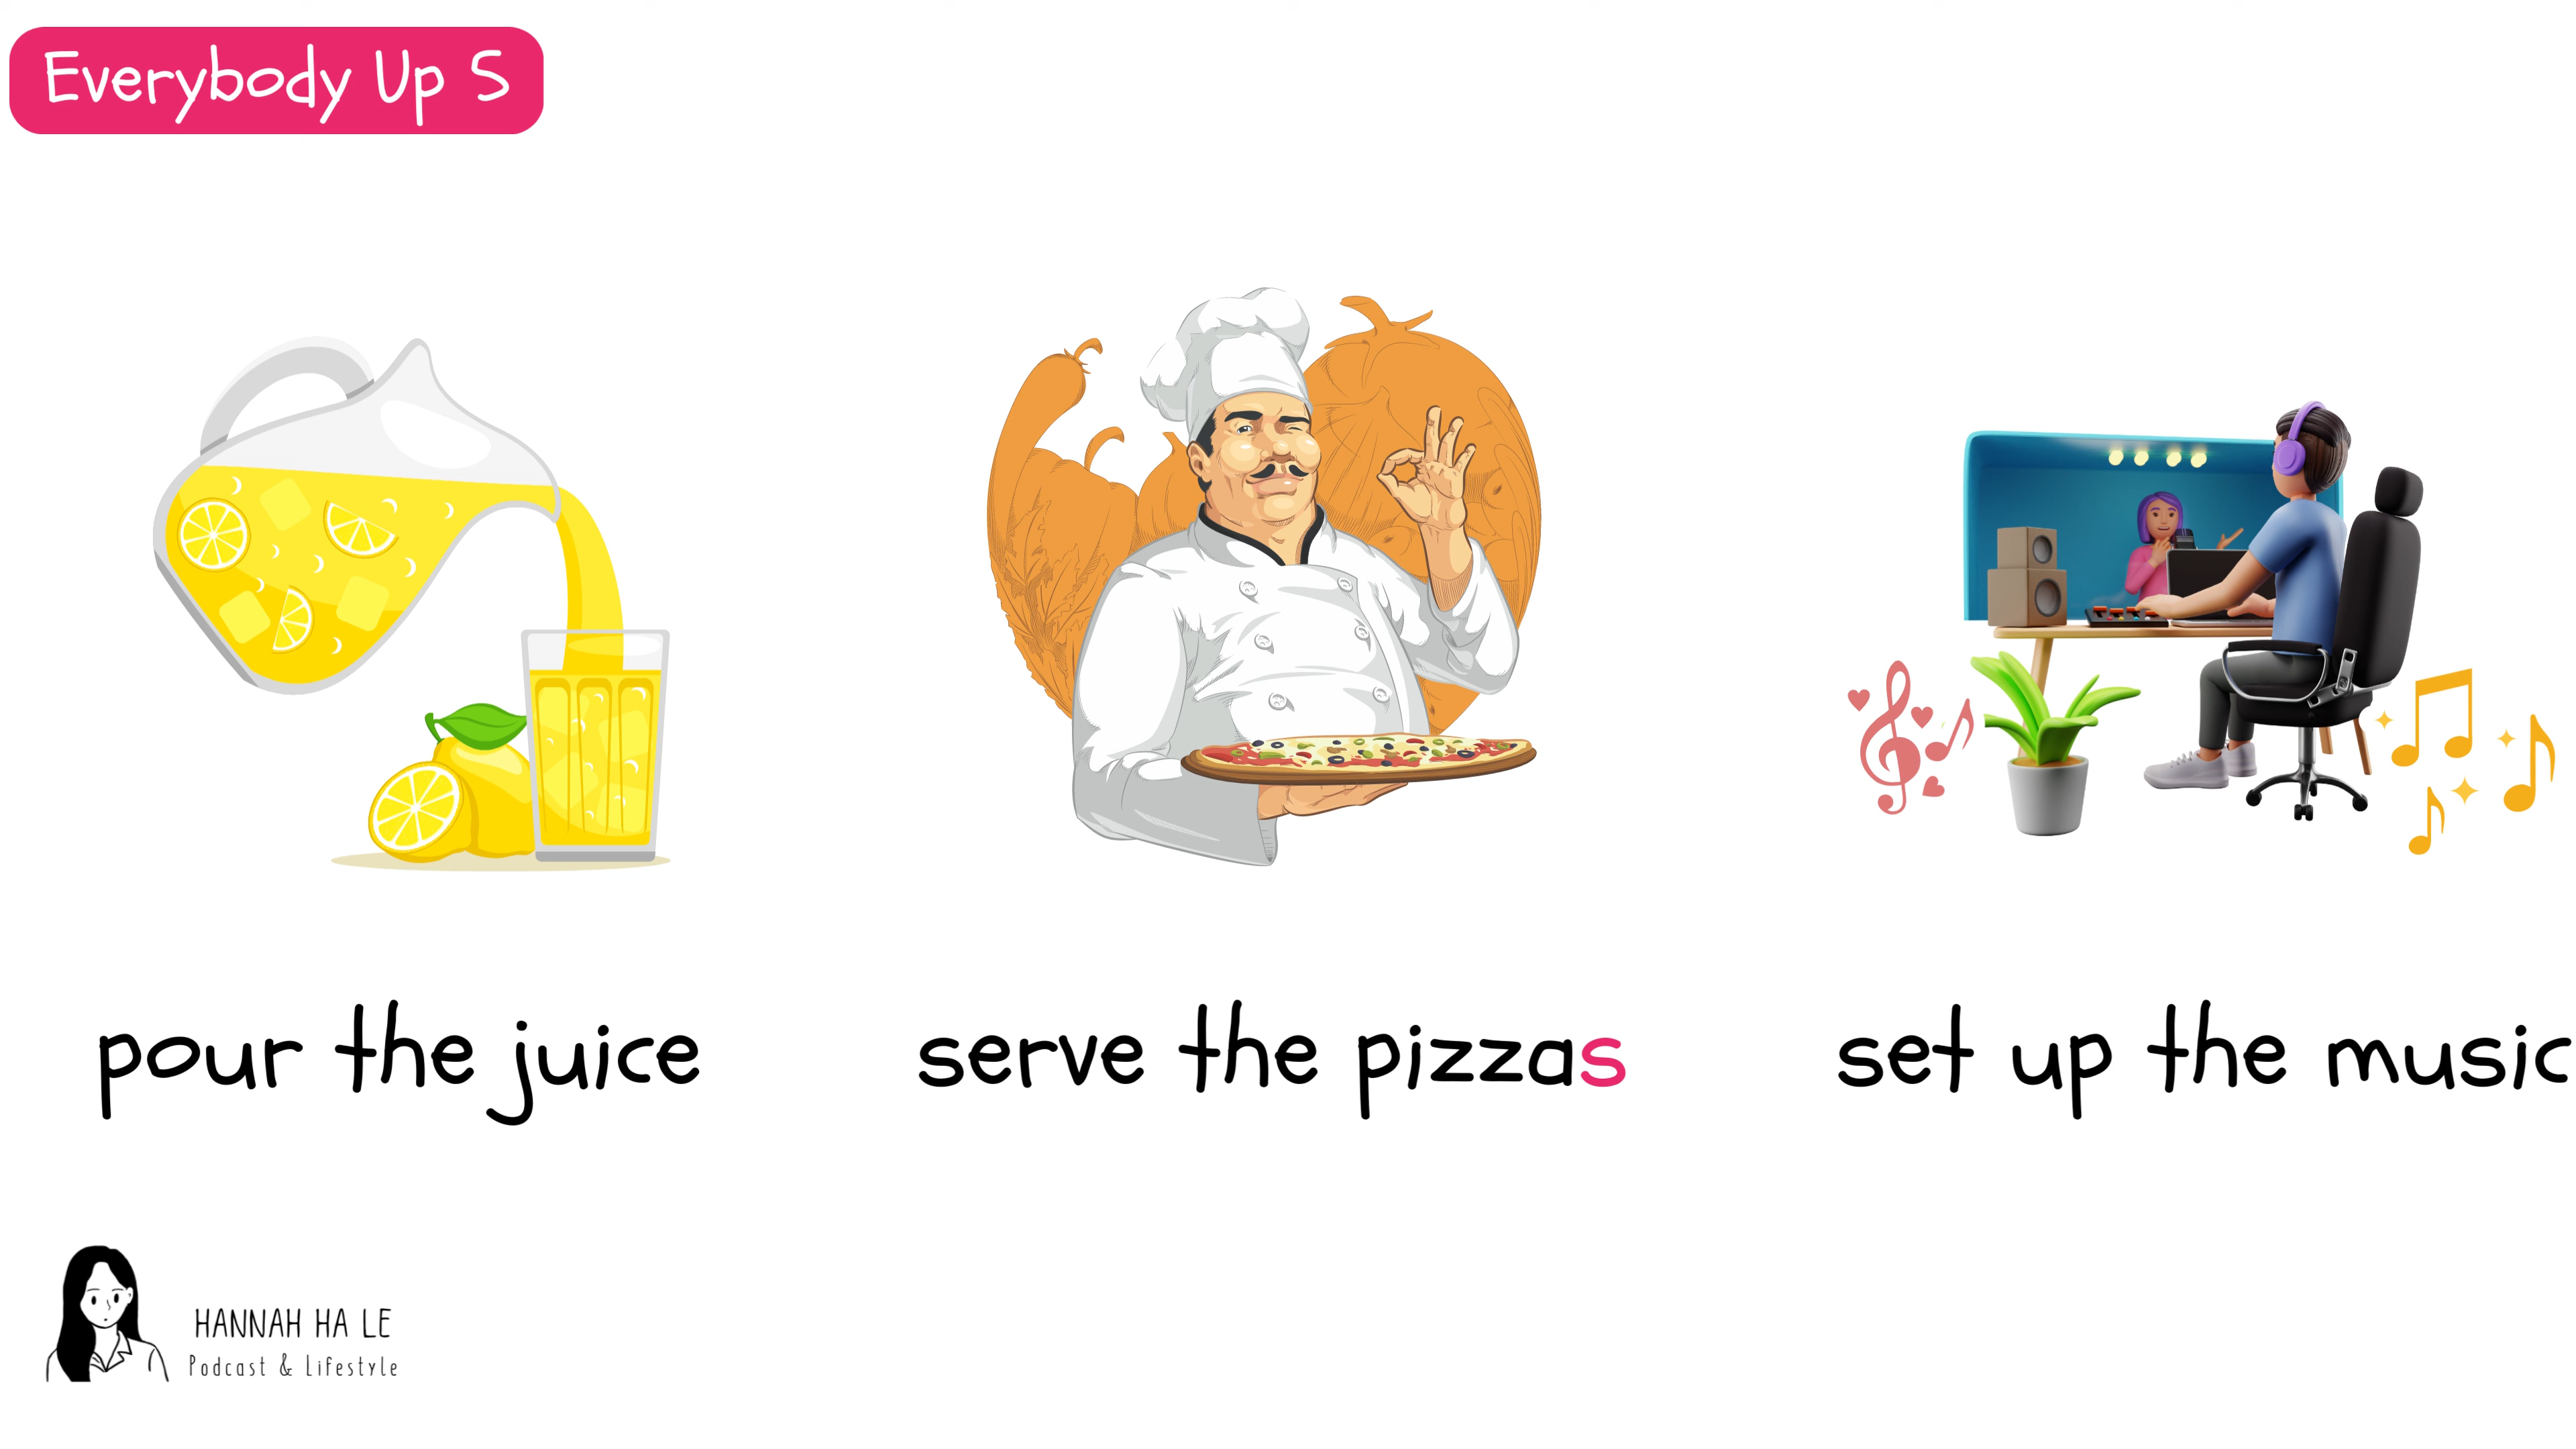 Everybody Up 5
pour the juice
serve the pizzas
set up the music
HANNAH HA LE
Podcast & Lifestyle